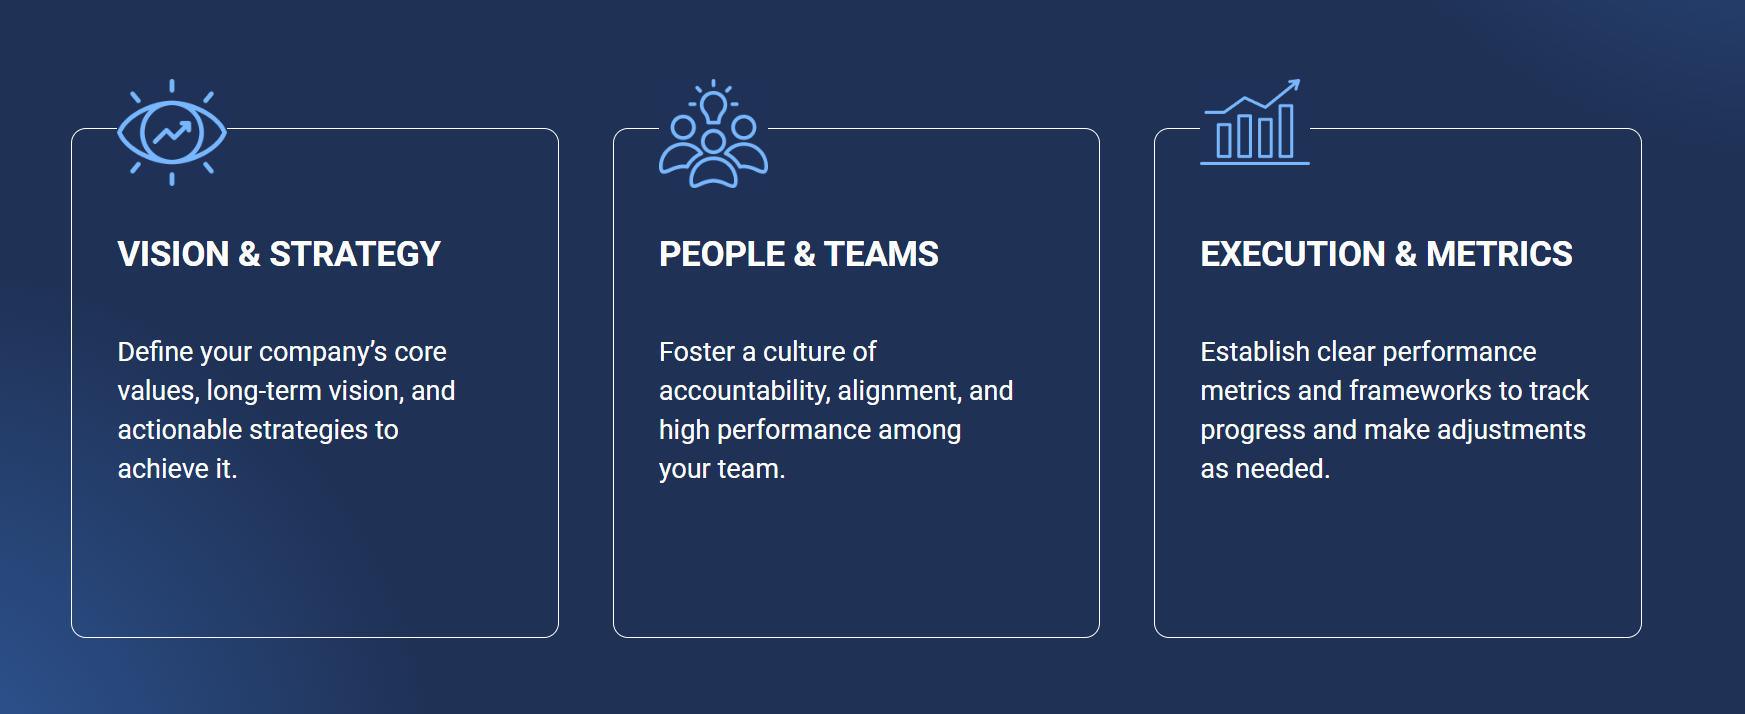 VISION & STRATEGY
Define your company’s core
values, long-term vision, and
actionable strategies to
achieve it.
PEOPLE & TEAMS
Foster a culture of
accountability, alignment, and
high performance among
your team.
EXECUTION & METRICS
Establish clear performance
metrics and frameworks to track
progress and make adjustments
as needed.